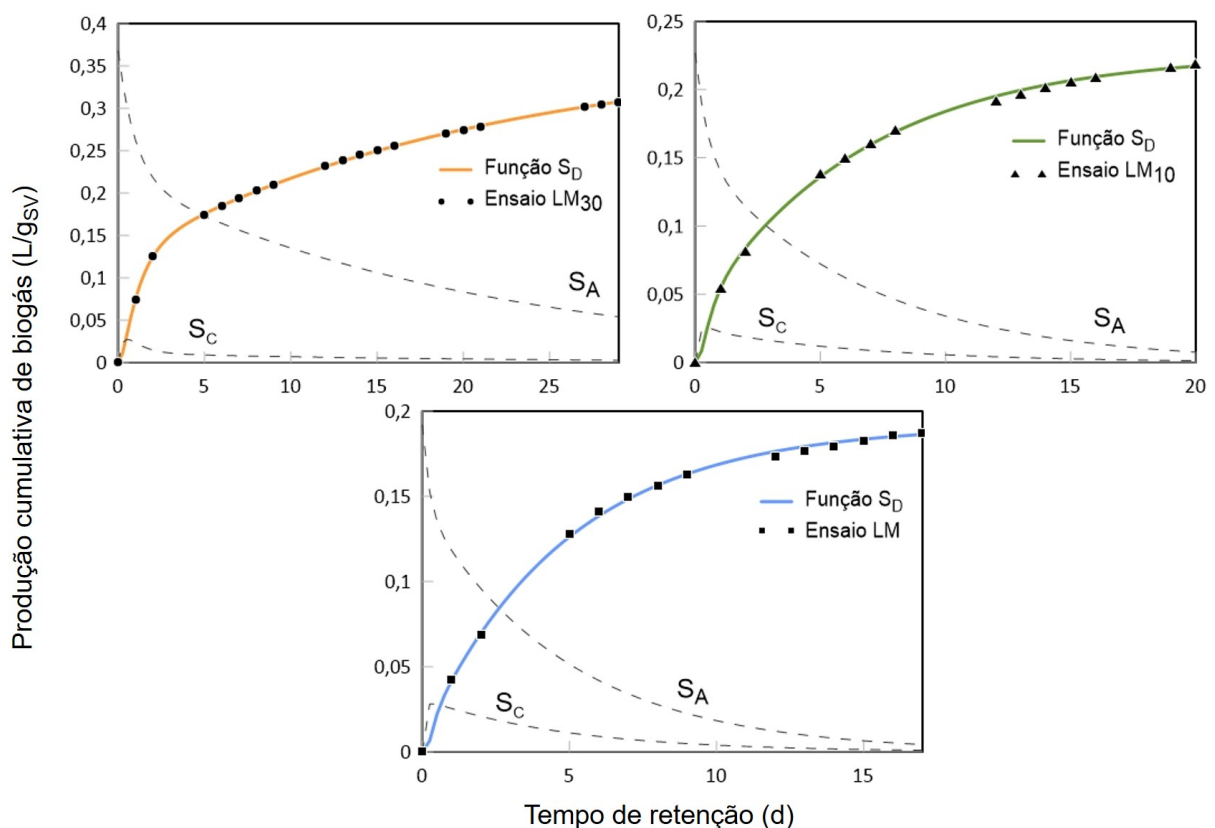 Produção cumulativa de biogás (L/gSV)
0,4
0,35
0,3
0,25
0,2
0,15
0,1
0,05
0
0 5 10 15 20 25
Função SD
Ensaio LM30
SA
SC
0,25
0,2
0,15
0,1
0,05
0
0 5 10 15 20
Função SD
Ensaio LM10
SC
SA
0,2
0,15
0,1
0,05
0
0 5 10 15
Função SD
Ensaio LM
SA
SC
Tempo de retenção (d)